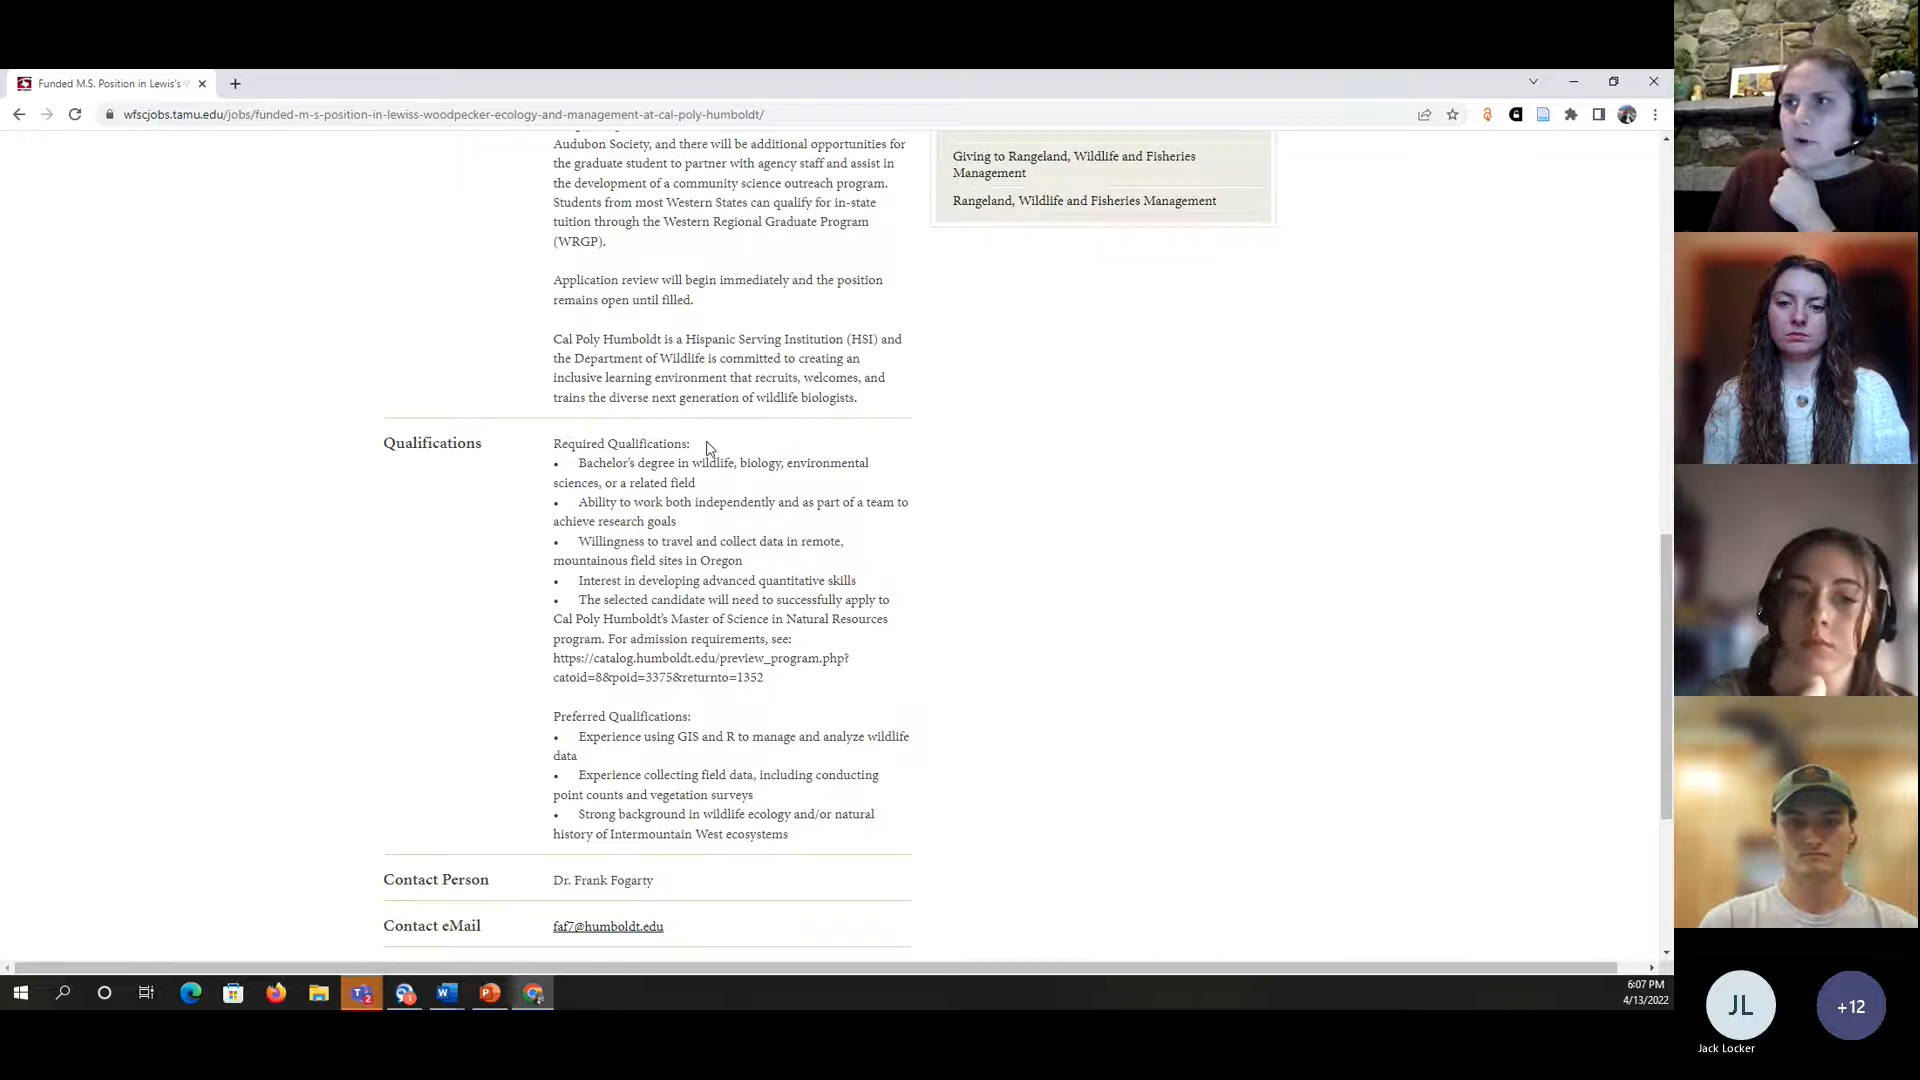 Funded M.S. Position in Lewis's
wfscjobs.tamu.edu/jobs/funded-m-s-position-in-lewiss-woodpecker-ecology-and-management-at-cal-poly-humboldt/
Audubon Society, and there will be additional opportunities for
the graduate student to partner with agency staff and assist in
the development of a community science outreach program.
Students from most Western States can qualify for in-state
tuition through the Western Regional Graduate Program
(WRGP).
Application review will begin immediately and the position
remains open until filled.
Cal Poly Humboldt is a Hispanic Serving Institution (HSI) and
the Department of Wildlife is committed to creating an
inclusive learning environment that recruits, welcomes, and
trains the diverse next generation of wildlife biologists.
Giving to Rangeland, Wildlife and Fisheries
Management
Rangeland, Wildlife and Fisheries Management
Qualifications
Required Qualifications:
• Bachelor's degree in wildlife, biology, environmental
sciences, or a related field
• Ability to work both independently and as part of a team to
achieve research goals
• Willingness to travel and collect data in remote,
mountainous field sites in Oregon
• Interest in developing advanced quantitative skills
• The selected candidate will need to successfully apply to
Cal Poly Humboldt's Master of Science in Natural Resources
program. For admission requirements, see:
https://catalog.humboldt.edu/preview_program.php?
catoid=8&poid=3375&returnto=1352
Preferred Qualifications:
• Experience using GIS and R to manage and analyze wildlife
data
• Experience collecting field data, including conducting
point counts and vegetation surveys
• Strong background in wildlife ecology and/or natural
history of Intermountain West ecosystems
Contact Person
Dr. Frank Fogarty
Contact eMail
faf7@humboldt.edu
6:07 PM
4/13/2022
JL
+12
Jack Locker